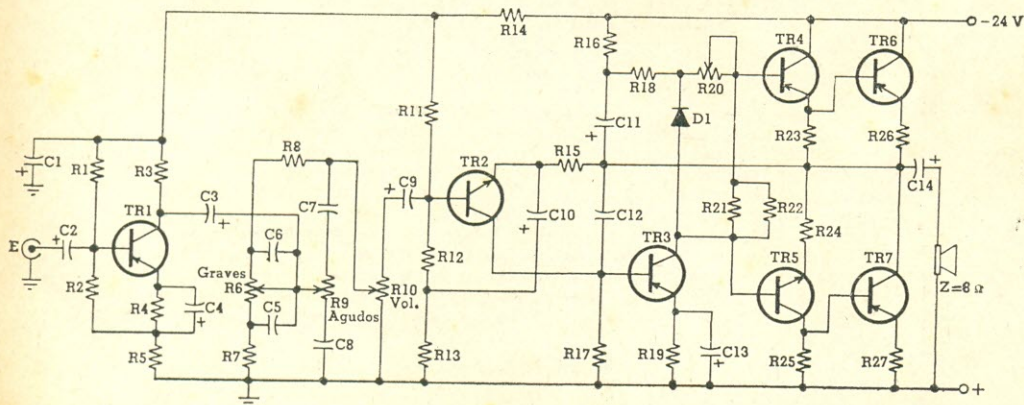 R14
− 24 V
R16
TR4
TR6
R18
R20
R11
C11
D1
R23
R26
C1
R1
R3
R8
TR2
R15
C14
C3
C7
C9
C10
C12
R21
R22
R24
E
C2
TR1
C6
R12
TR3
TR5
TR7
Z=8 Ω
Graves
R2
R4
C4
R6
C5
R9
Agudos
R10
Vol.
R5
R7
C8
R13
R17
R19
C13
R25
R27
+